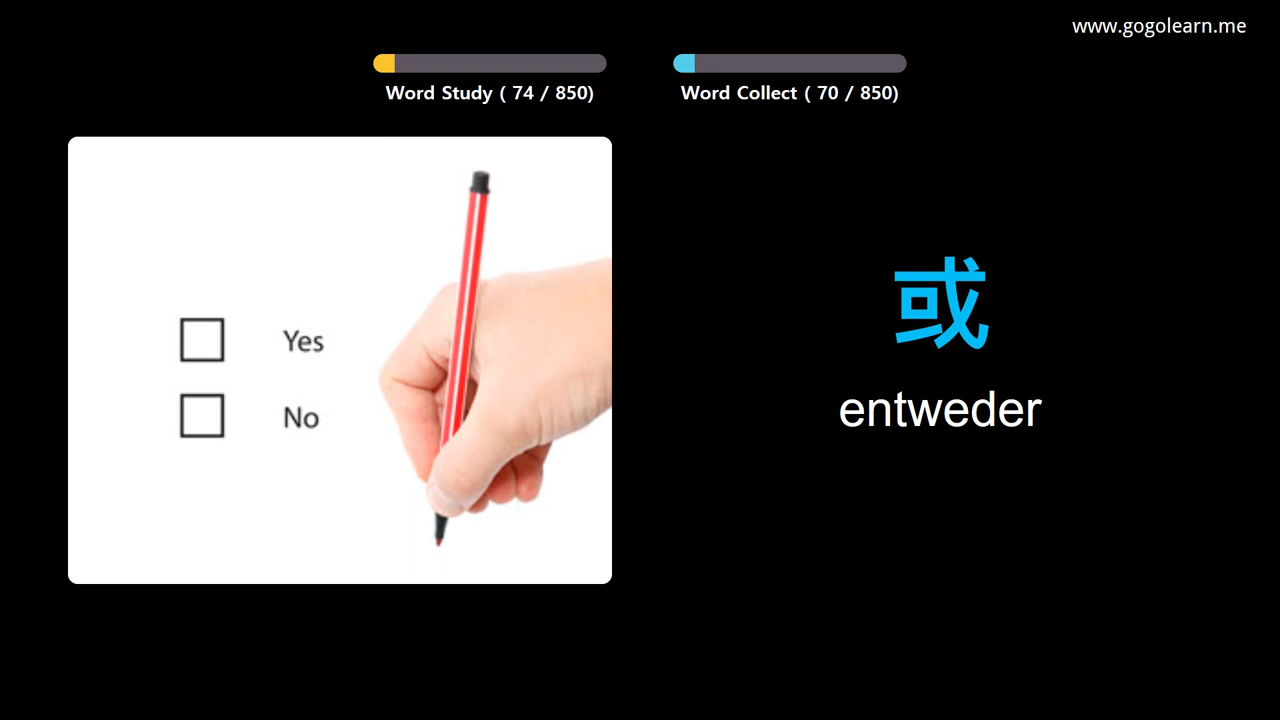 www.gogolearn.me
Word Study ( 74 / 850)
Word Collect ( 70 / 850)
Yes
No
或
entweder